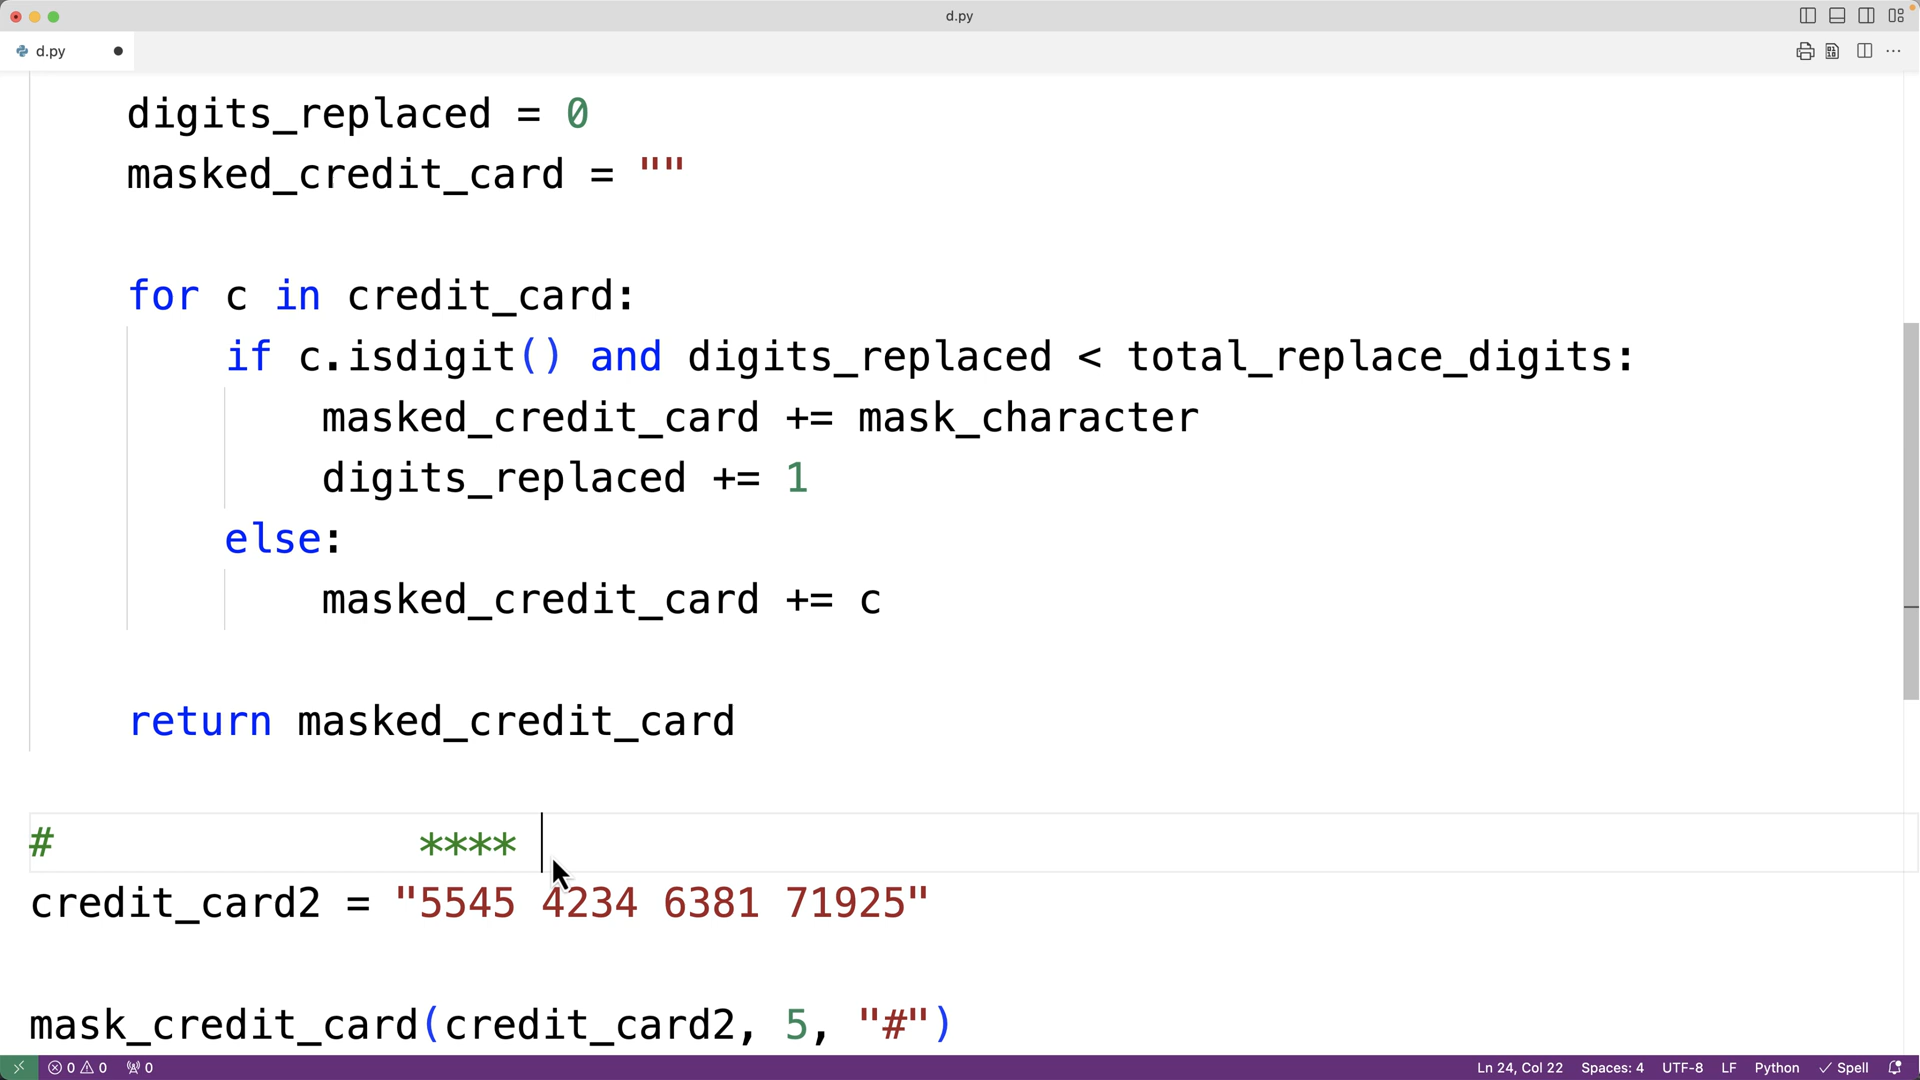 d.py
d.py
digits_replaced = 0
masked_credit_card = ""
for c in credit_card:
if c.isdigit() and digits_replaced < total_replace_digits:
masked_credit_card += mask_character
digits_replaced += 1
else:
masked_credit_card += c
return masked_credit_card
# ****
credit_card2 = "5545 4234 6381 71925"
mask_credit_card(credit_card2, 5, "#")
0 0 0 Ln 24, Col 22 Spaces: 4 UTF-8 LF Python Spell